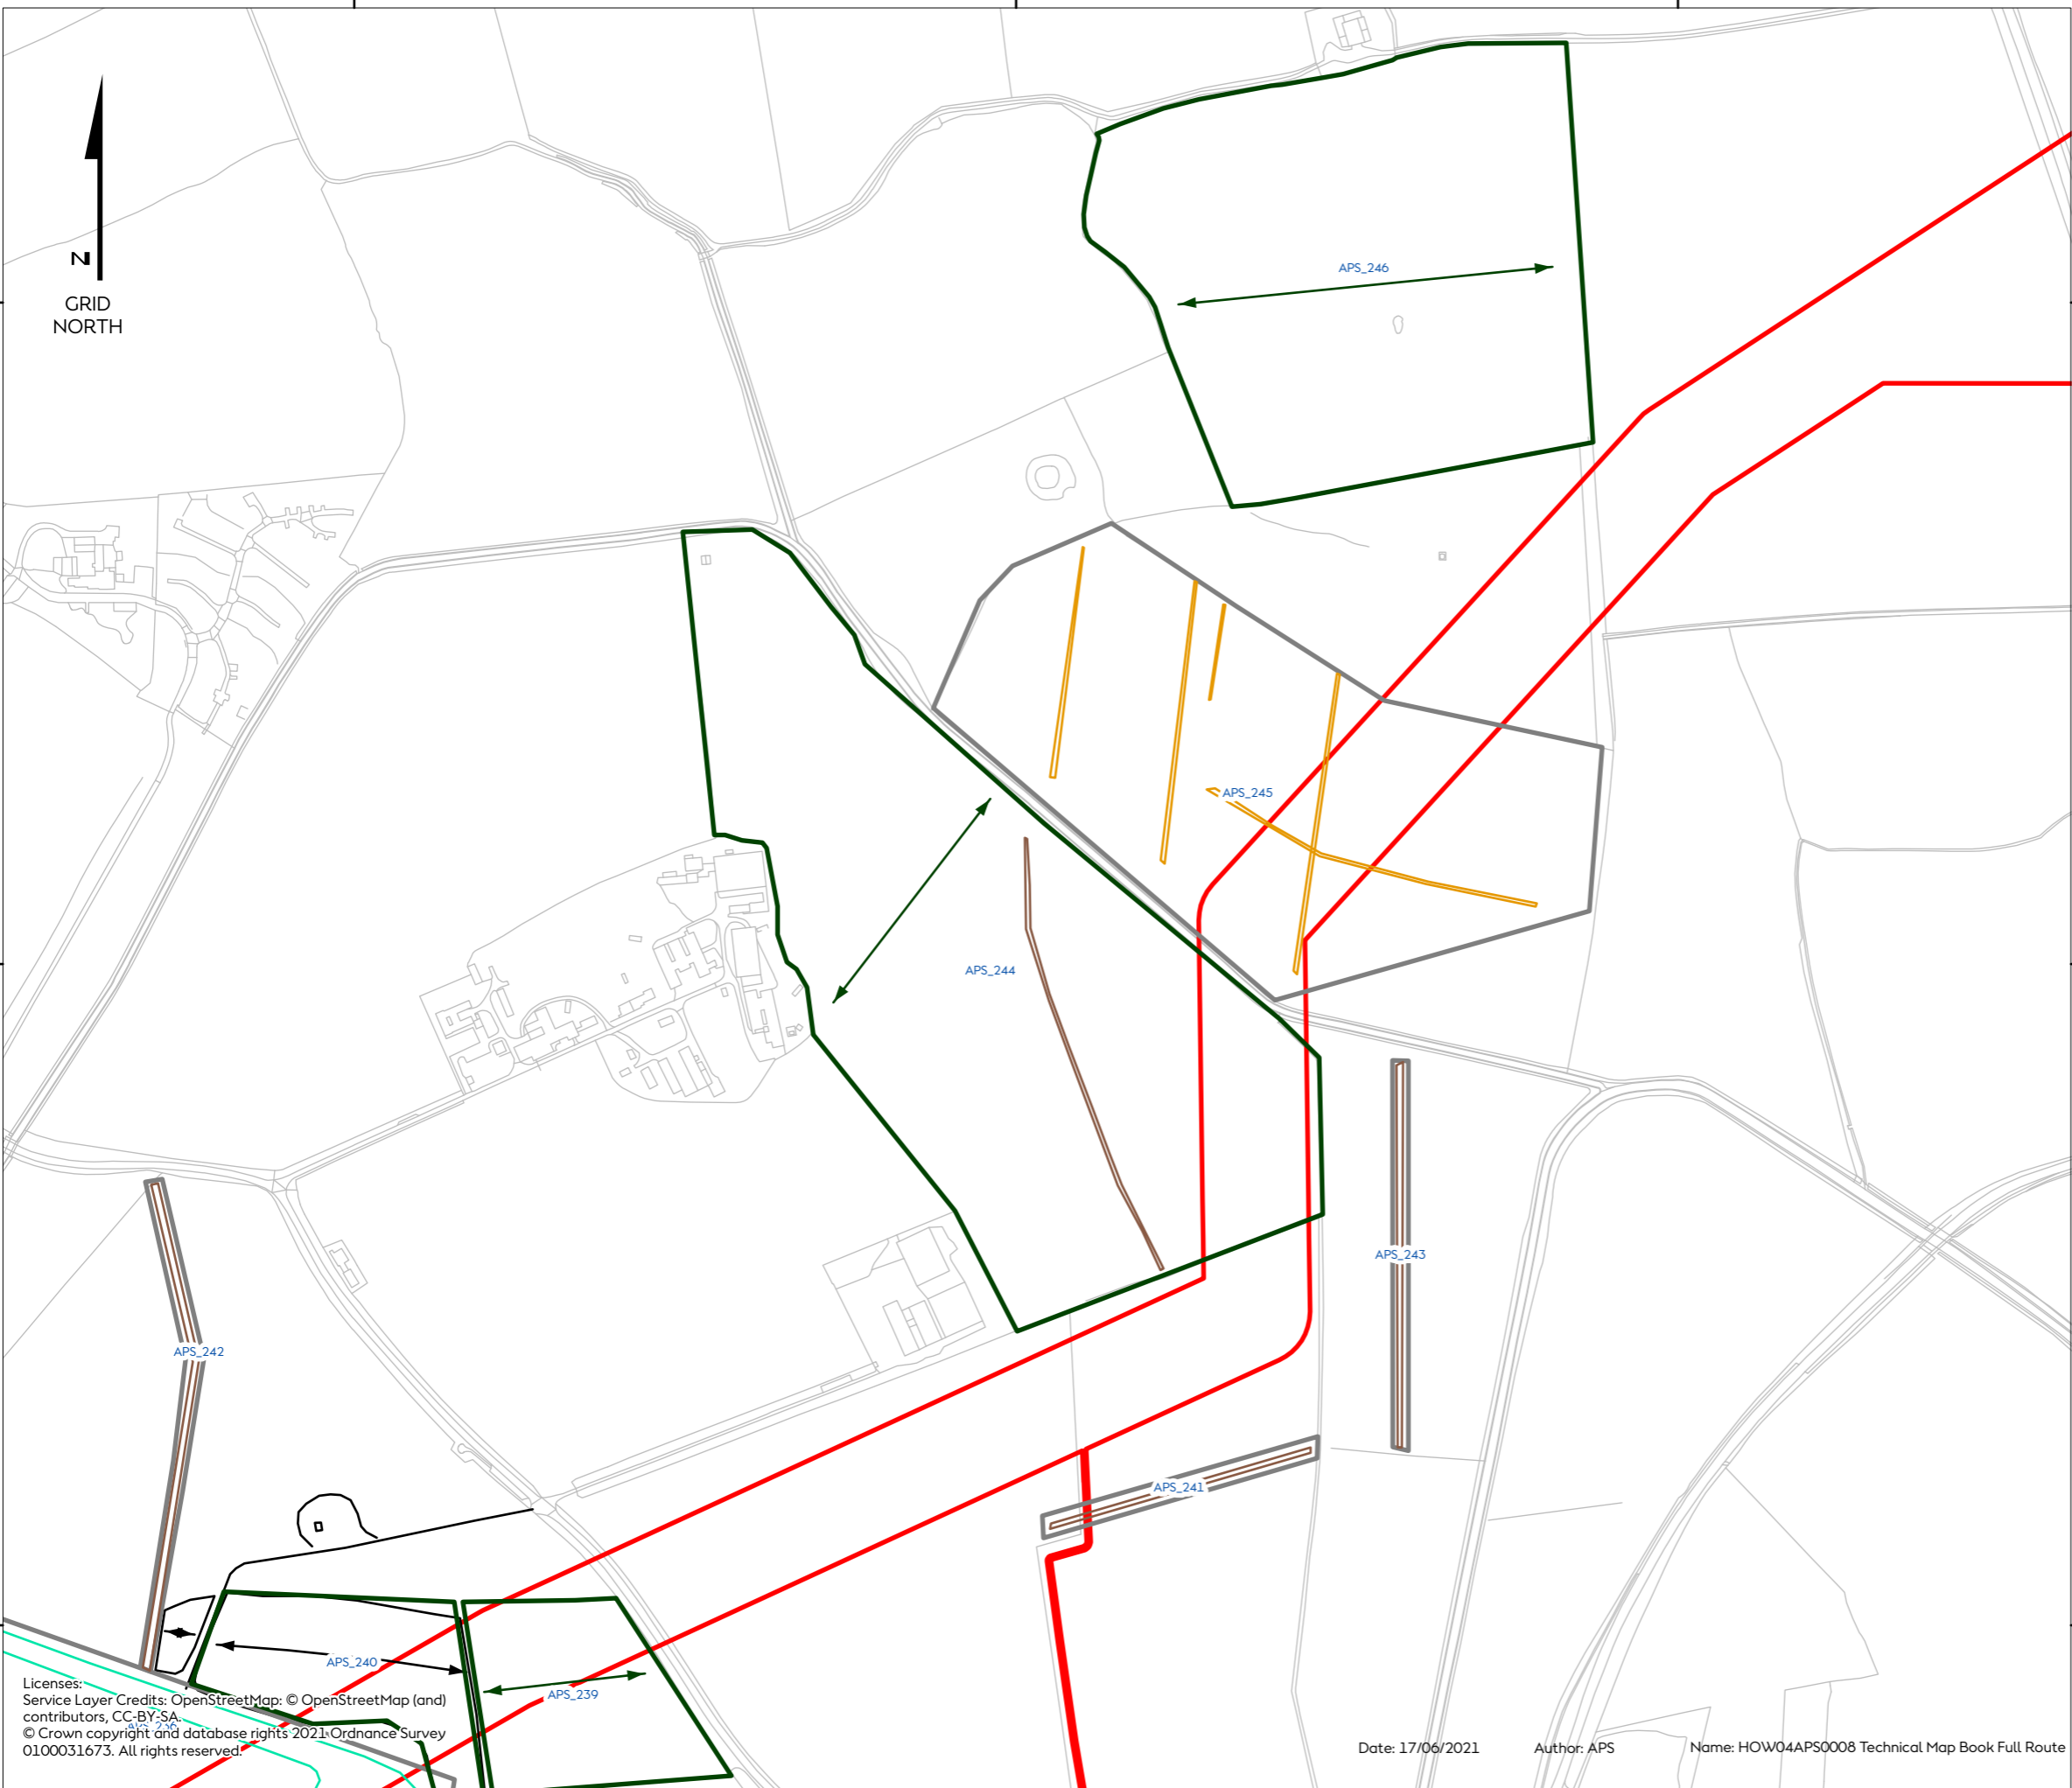 N
GRID
NORTH
APS_246
APS_245
APS_244
APS_243
APS_242
APS_241
APS_240
APS_239
Licenses:
Service Layer Credits: OpenStreetMap: © OpenStreetMap (and)
contributors, CC-BY-SA.
© Crown copyright and database rights 2021 Ordnance Survey
0100031673. All rights reserved.
Date: 17/06/2021 Author: APS Name: HOW04APS0008 Technical Map Book Full Route